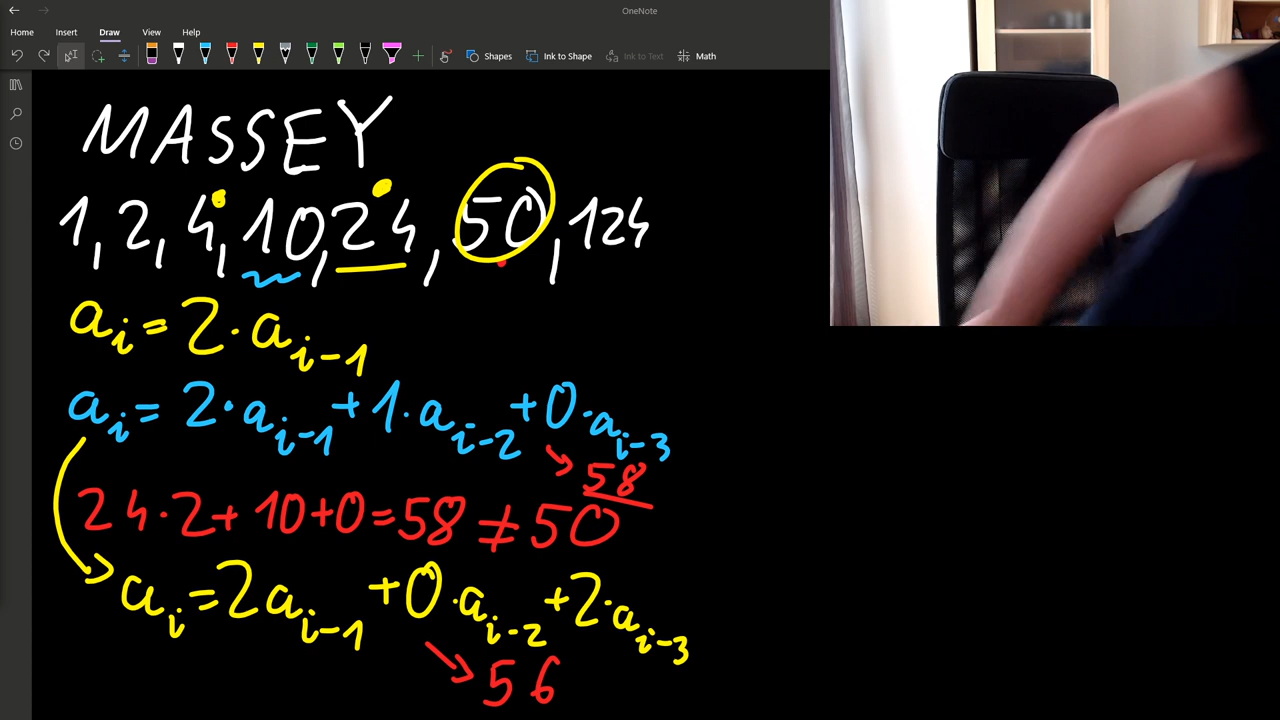 OneNote
Home Insert Draw View Help
Shapes Ink to Shape Ink to Text Math
MASSEY
1, 2, 4, 10, 24, 50, 124
a_i = 2 · a_{i-1}
a_i = 2 · a_{i-1} + 1 · a_{i-2} + 0 · a_{i-3}
→ 58
24 · 2 + 10 + 0 = 58 ≠ 50
→ a_i = 2a_{i-1} + 0 · a_{i-2} + 2 · a_{i-3}
→ 56